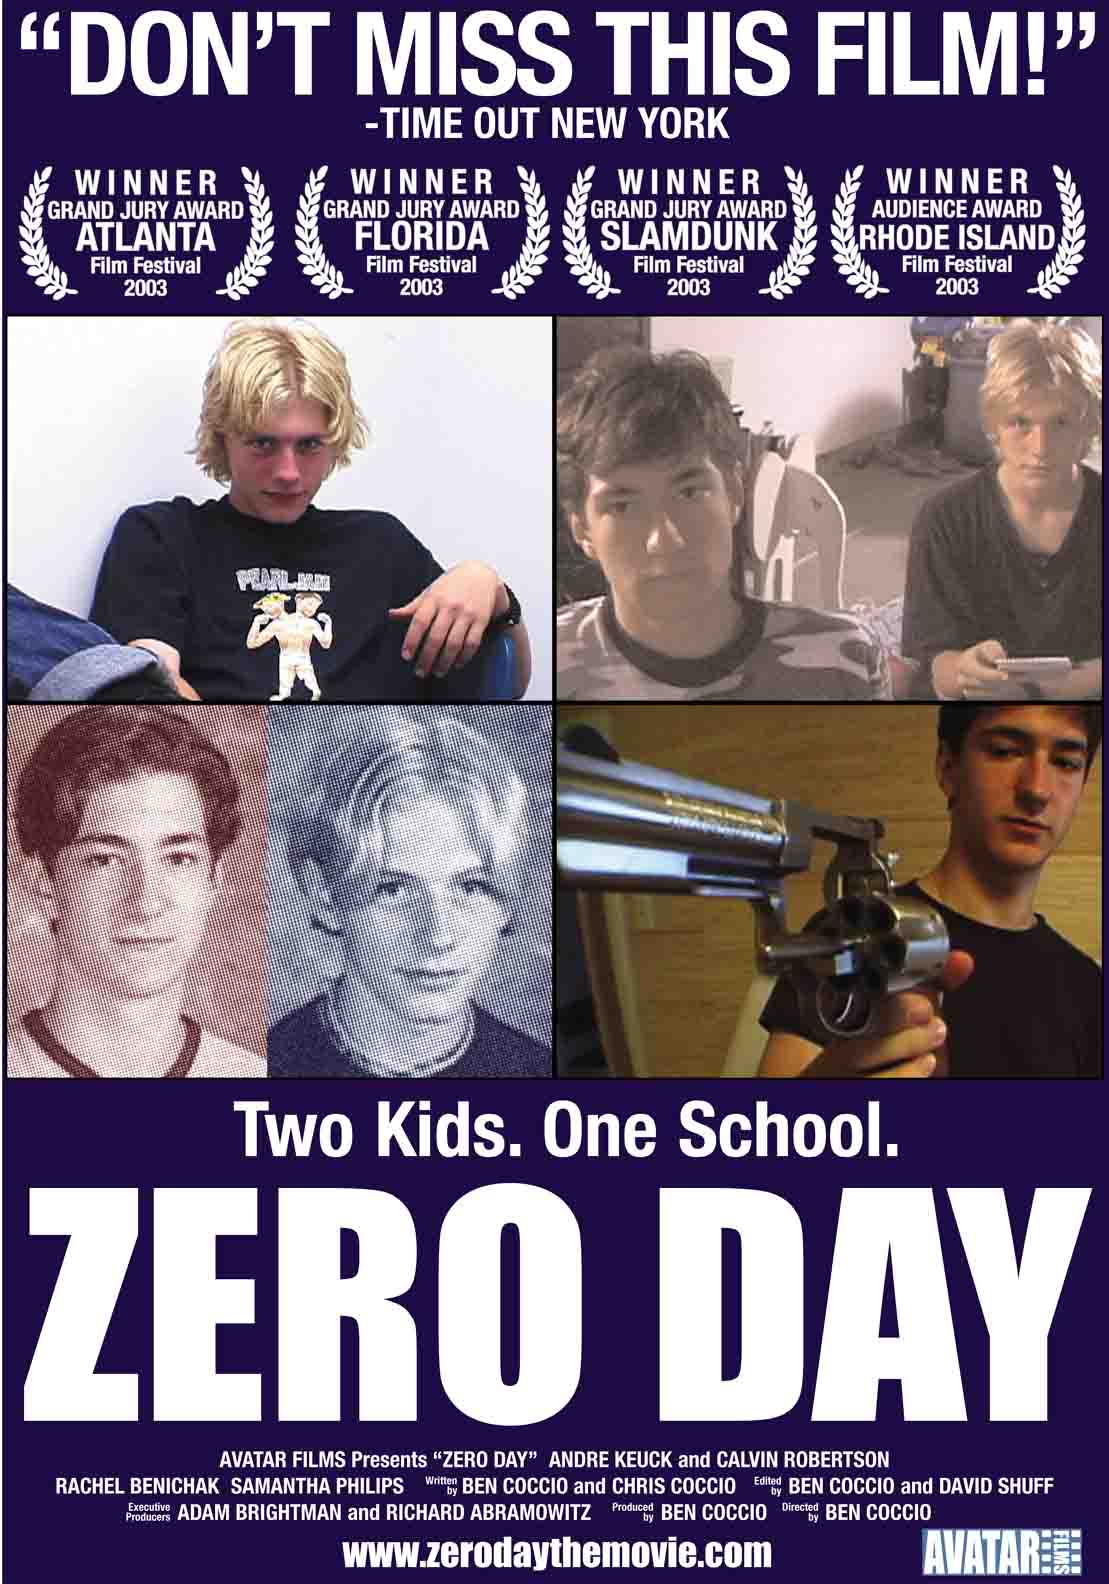 “DON’T MISS THIS FILM!”
-TIME OUT NEW YORK
WINNER
GRAND JURY AWARD
ATLANTA
Film Festival
2003
WINNER
GRAND JURY AWARD
FLORIDA
Film Festival
2003
WINNER
GRAND JURY AWARD
SLAMDUNK
Film Festival
2003
WINNER
AUDIENCE AWARD
RHODE ISLAND
Film Festival
2003
PEARL JAM
Two Kids. One School.
ZERO DAY
AVATAR FILMS Presents “ZERO DAY” ANDRE KEUCK and CALVIN ROBERTSON
RACHEL BENICHAK SAMANTHA PHILIPS Written by BEN COCCIO and CHRIS COCCIO Edited by BEN COCCIO and DAVID SHUFF
Executive Producers ADAM BRIGHTMAN and RICHARD ABRAMOWITZ Produced by BEN COCCIO Directed by BEN COCCIO
www.zerodaythemovie.com
AVATAR FILMS